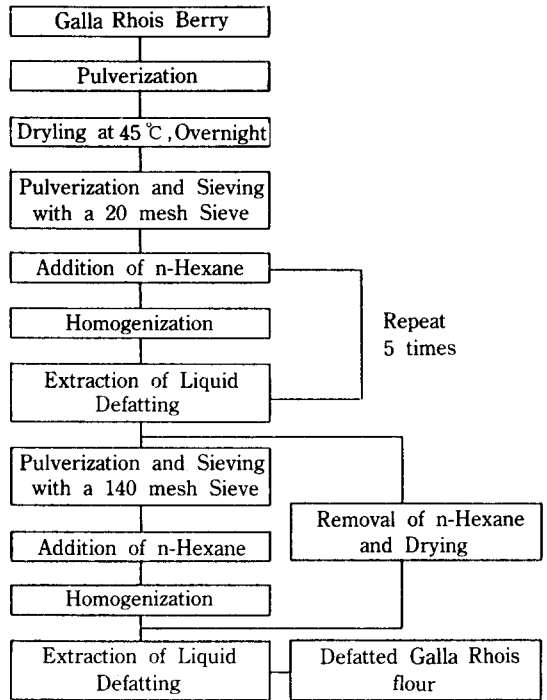 Galla Rhois Berry
Pulverization
Dryling at 45℃, Overnight
Pulverization and Sieving
with a 20 mesh Sieve
Addition of n-Hexane
Homogenization
Repeat
5 times
Extraction of Liquid
Defatting
Pulverization and Sieving
with a 140 mesh Sieve
Removal of n-Hexane
and Drying
Addition of n-Hexane
Homogenization
Extraction of Liquid
Defatting
Defatted Galla Rhois
flour